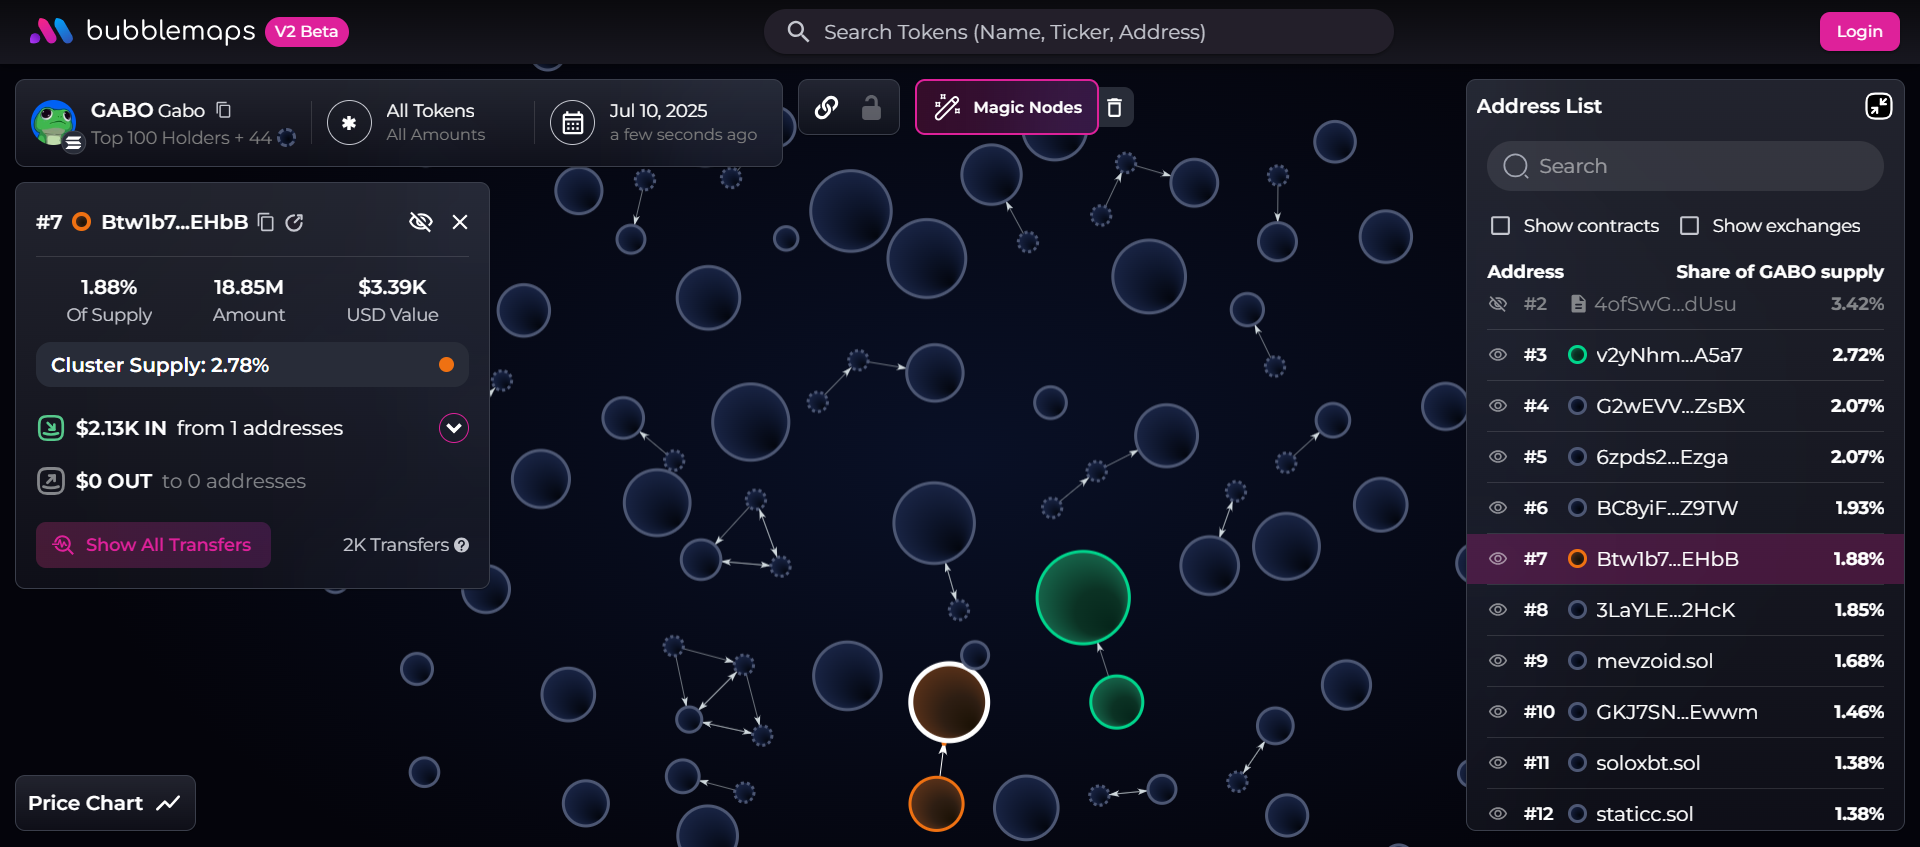 bubblemaps V2 Beta
Search Tokens (Name, Ticker, Address)
Login
GABO Gabo
Top 100 Holders + 44
All Tokens
All Amounts
Jul 10, 2025
a few seconds ago
Magic Nodes
#7 Btw1b7...EHbB
1.88%
Of Supply
18.85M
Amount
$3.39K
USD Value
Cluster Supply: 2.78%
$2.13K IN from 1 addresses
$0 OUT to 0 addresses
Show All Transfers
2K Transfers
Price Chart
Address List
Search
Show contracts
Show exchanges
Address Share of GABO supply
#2 4ofSwG...dUsu 3.42%
#3 v2yNhm...A5a7 2.72%
#4 G2wEVV...ZsBX 2.07%
#5 6zpds2...Ezga 2.07%
#6 BC8yiF...Z9TW 1.93%
#7 Btw1b7...EHbB 1.88%
#8 3LaYLE...2HcK 1.85%
#9 mevzoid.sol 1.68%
#10 GKJ7SN...Ewwm 1.46%
#11 soloxbt.sol 1.38%
#12 staticc.sol 1.38%